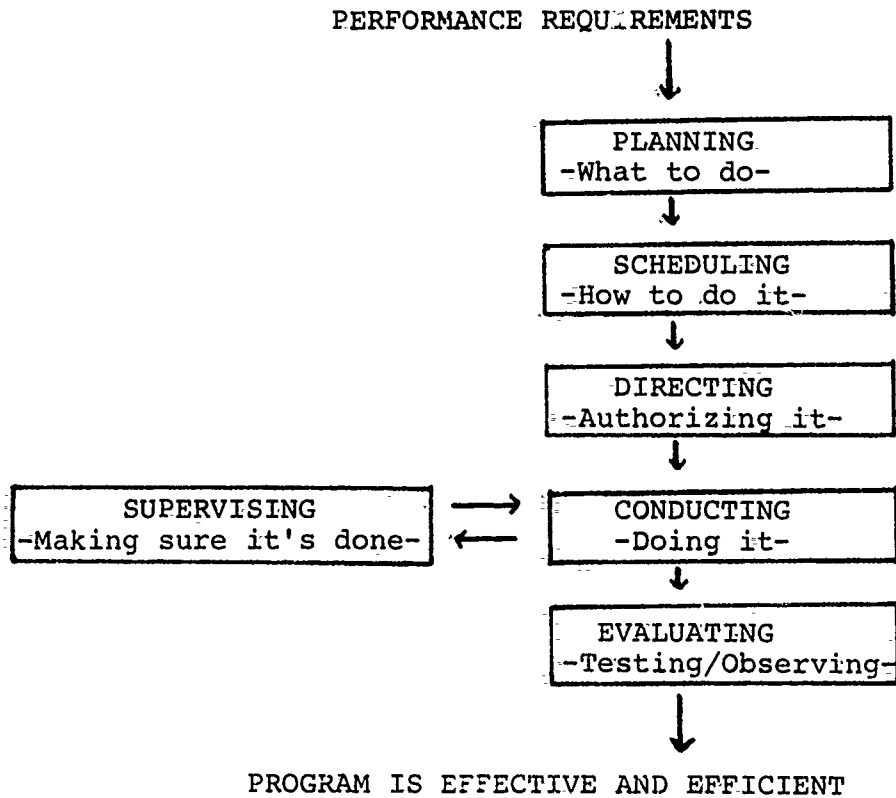 PERFORMANCE REQUIREMENTS
PLANNING
-What to do-
SCHEDULING
-How to do it-
DIRECTING
-Authorizing it-
SUPERVISING
-Making sure it's done-
CONDUCTING
-Doing it-
EVALUATING
-Testing/Observing-
PROGRAM IS EFFECTIVE AND EFFICIENT